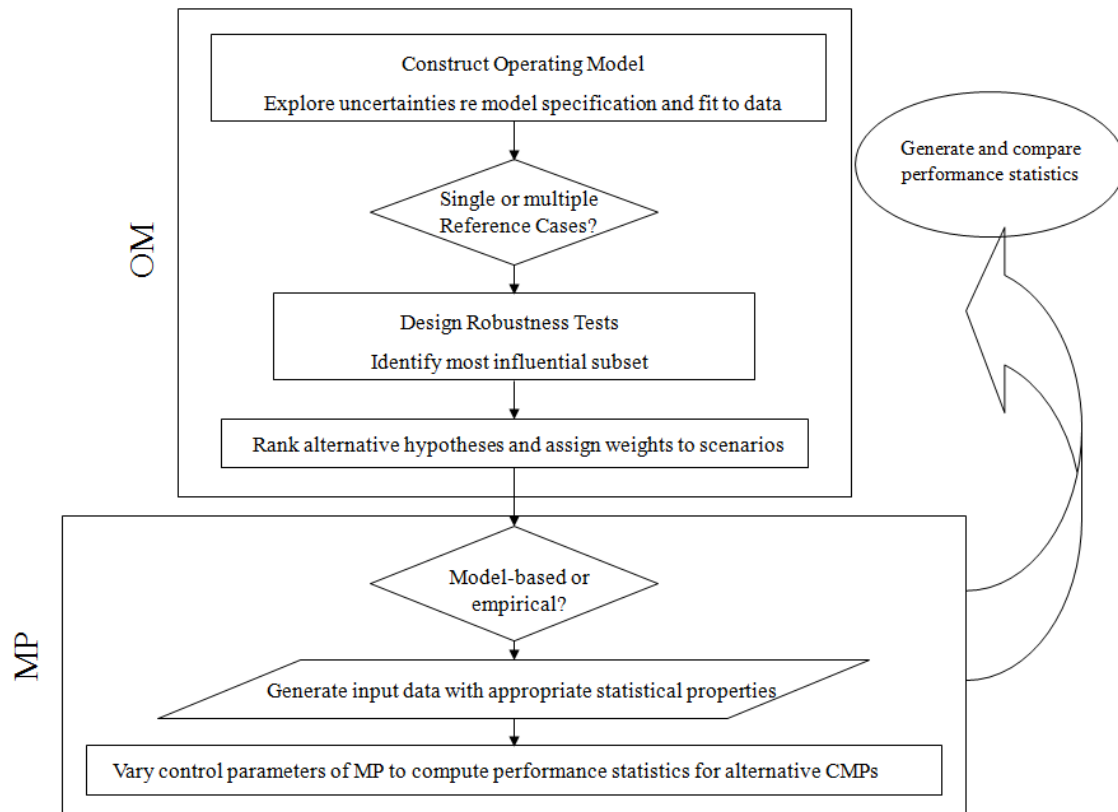 Construct Operating Model
Explore uncertainties re model specification and fit to data
Single or multiple
Reference Cases?
Design Robustness Tests
Identify most influential subset
Rank alternative hypotheses and assign weights to scenarios
OM
Generate and compare
performance statistics
Model-based or
empirical?
Generate input data with appropriate statistical properties
Vary control parameters of MP to compute performance statistics for alternative CMPs
MP